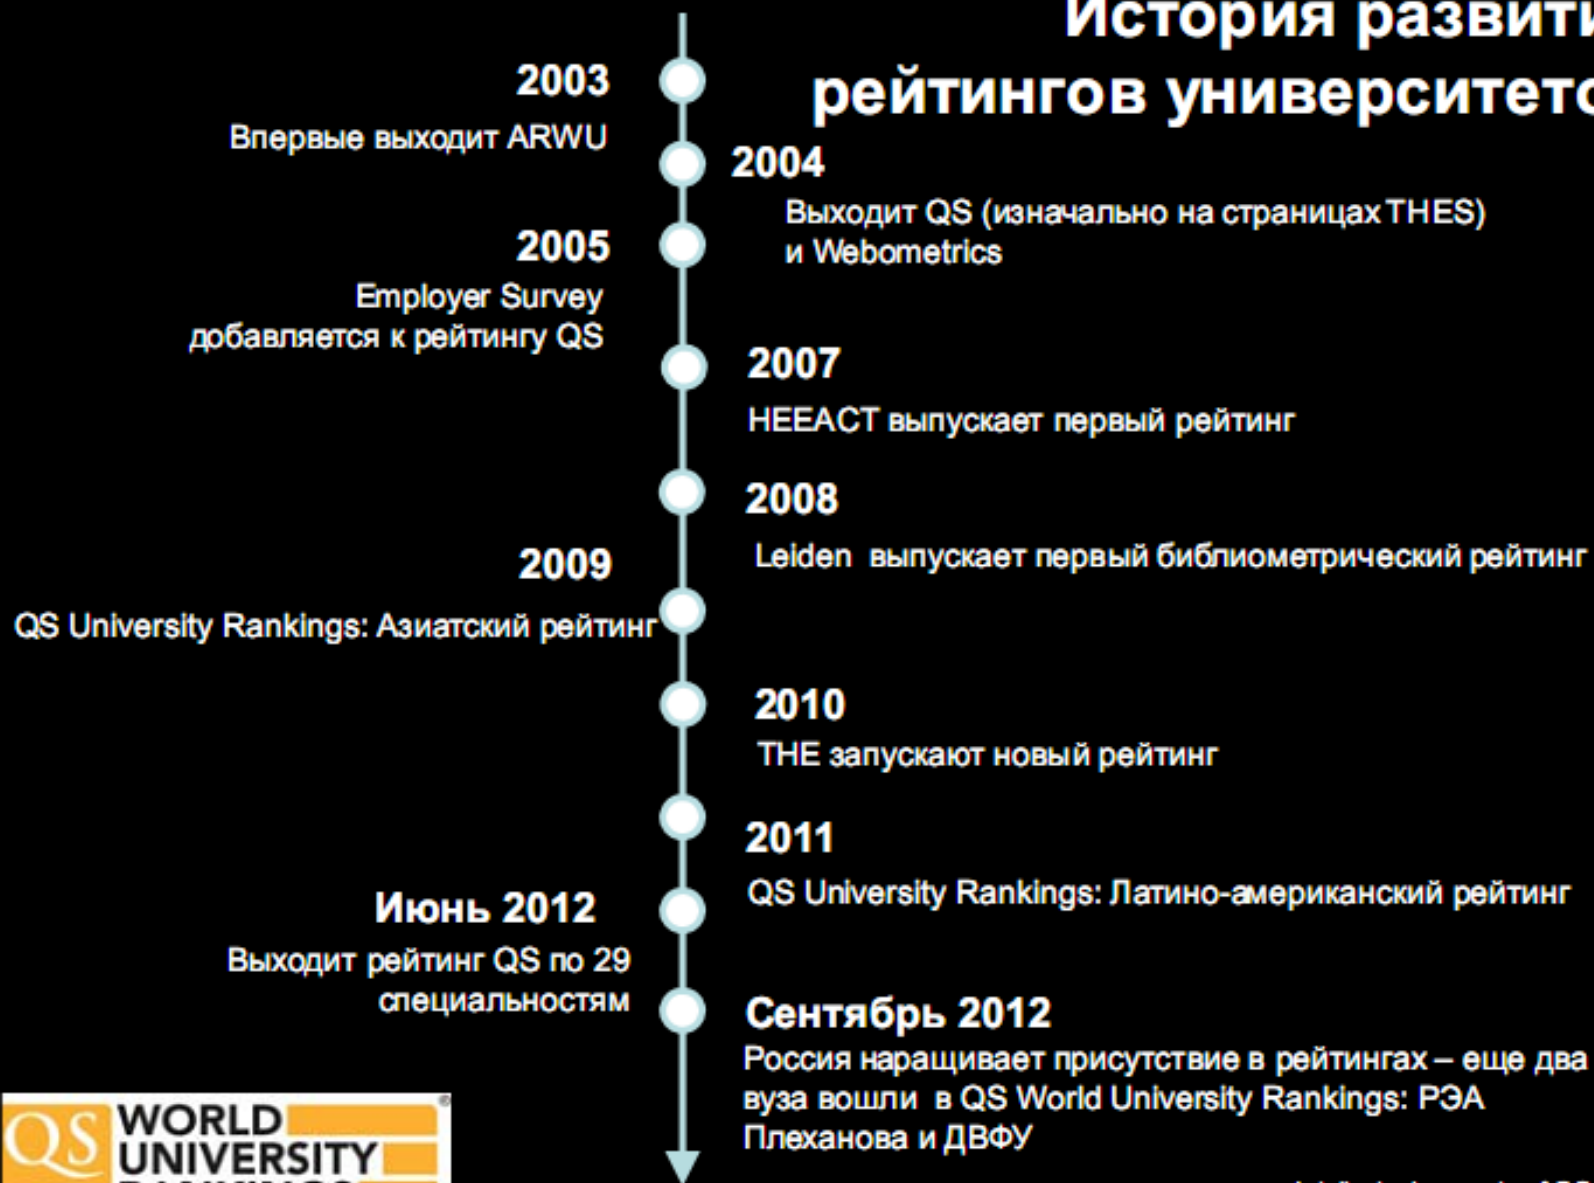 История развити
рейтингов университето
2003
Впервые выходит ARWU
2004
Выходит QS (изначально на страницах THES)
и Webometrics
2005
Employer Survey
добавляется к рейтингу QS
2007
HEEACT выпускает первый рейтинг
2008
Leiden выпускает первый библиометрический рейтинг
2009
QS University Rankings: Азиатский рейтинг
2010
THE запускают новый рейтинг
2011
QS University Rankings: Латино-американский рейтинг
Июнь 2012
Выходит рейтинг QS по 29
специальностям
Сентябрь 2012
Россия наращивает присутствие в рейтингах – еще два
вуза вошли в QS World University Rankings: РЭА
Плеханова и ДВФУ
QS WORLD
UNIVERSITY
RANKINGS